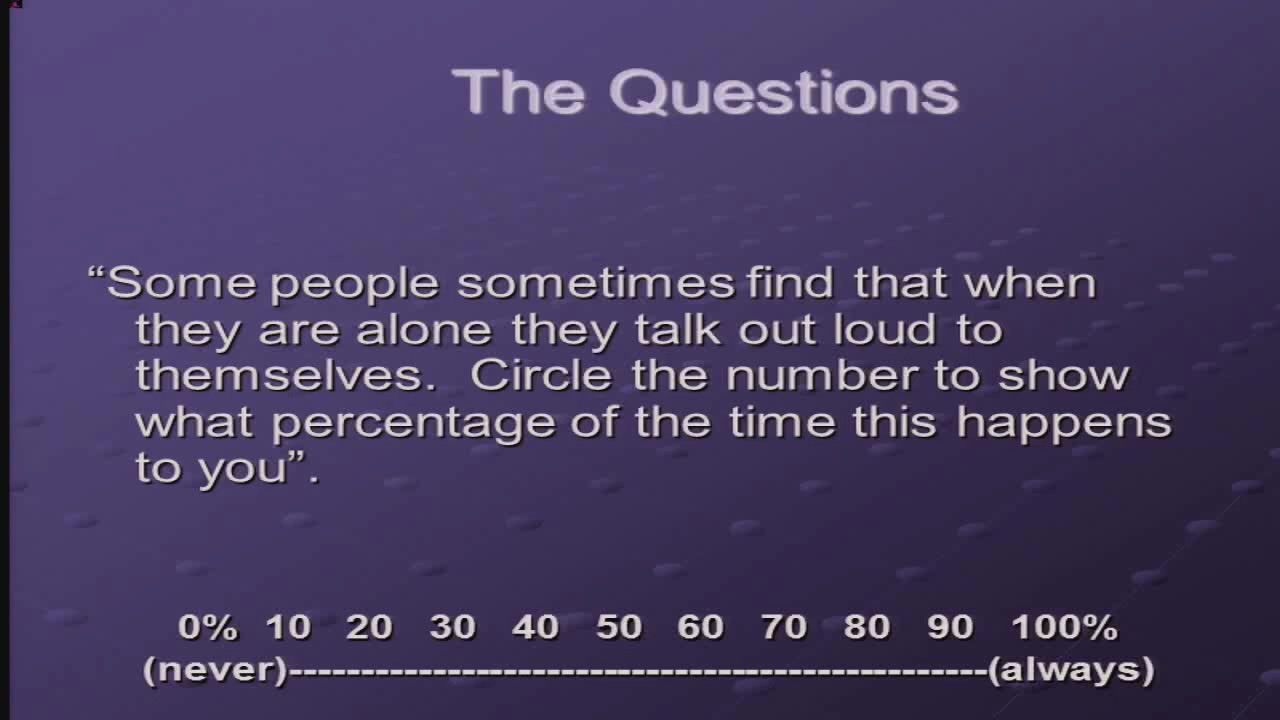 The Questions
“Some people sometimes find that when
they are alone they talk out loud to
themselves.  Circle the number to show
what percentage of the time this happens
to you”.
0% 10 20 30 40 50 60 70 80 90 100%
(never)------------------------------------------------(always)